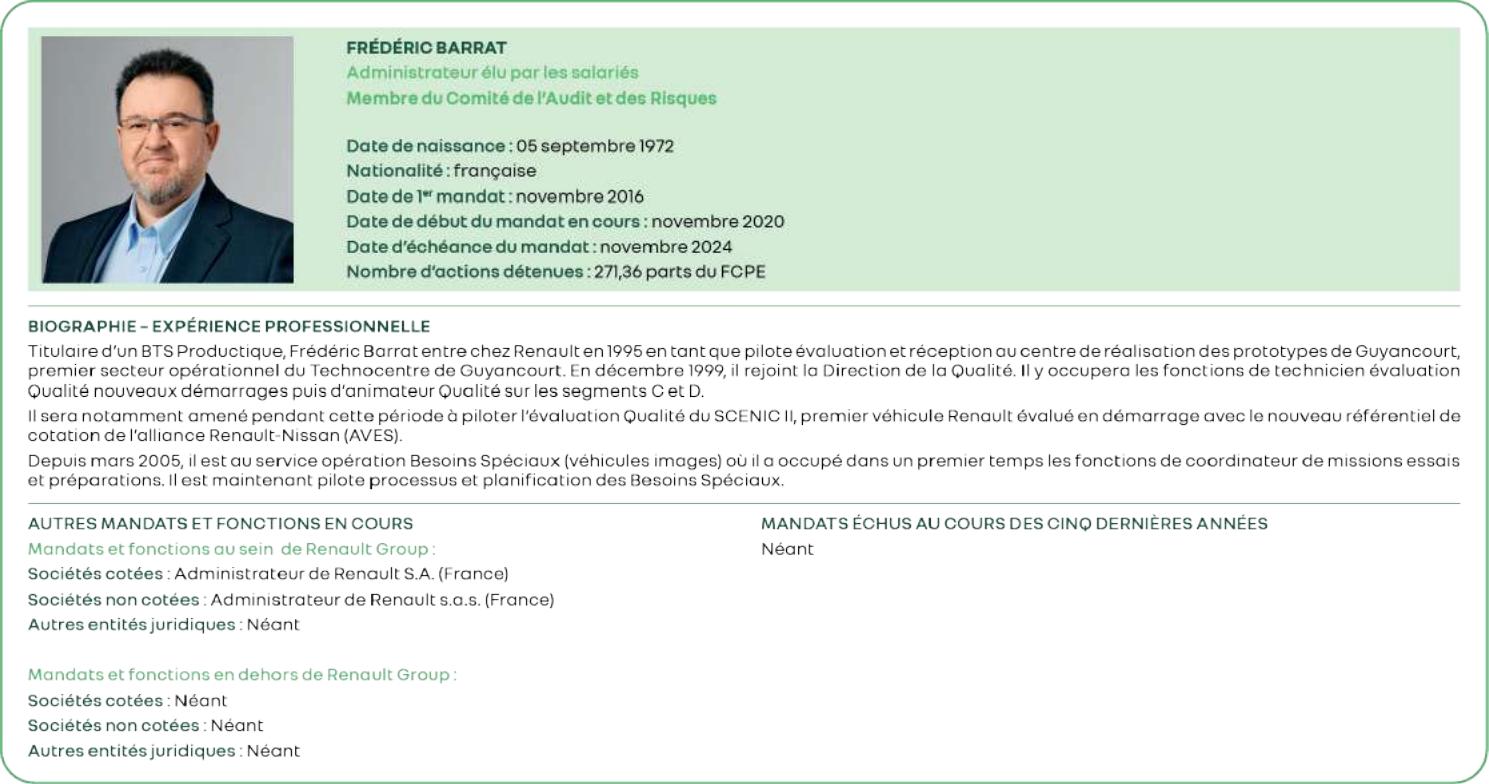 FRÉDÉRIC BARRAT
Administrateur élu par les salariés
Membre du Comité de l'Audit et des Risques
Date de naissance : 05 septembre 1972
Nationalité : française
Date de 1er mandat : novembre 2016
Date de début du mandat en cours : novembre 2020
Date d'échéance du mandat : novembre 2024
Nombre d'actions détenues : 271,36 parts du FCPE
BIOGRAPHIE – EXPÉRIENCE PROFESSIONNELLE
Titulaire d'un BTS Productique, Frédéric Barrat entre chez Renault en 1995 en tant que pilote évaluation et réception au centre de réalisation des prototypes de Guyancourt,
premier secteur opérationnel du Technocentre de Guyancourt. En décembre 1999, il rejoint la Direction de la Qualité. Il y occupera les fonctions de technicien évaluation
Qualité nouveaux démarrages puis d'animateur Qualité sur les segments C et D.
Il sera notamment amené pendant cette période à piloter l'évaluation Qualité du SCENIC II, premier véhicule Renault évalué en démarrage avec le nouveau référentiel de
cotation de l'alliance Renault-Nissan (AVES).
Depuis mars 2005, il est au service opération Besoins Spéciaux (véhicules images) où il a occupé dans un premier temps les fonctions de coordinateur de missions essais
et préparations. Il est maintenant pilote processus et planification des Besoins Spéciaux.
AUTRES MANDATS ET FONCTIONS EN COURS
Mandats et fonctions au sein de Renault Group :
Sociétés cotées : Administrateur de Renault S.A. (France)
Sociétés non cotées : Administrateur de Renault s.a.s. (France)
Autres entités juridiques : Néant
Mandats et fonctions en dehors de Renault Group :
Sociétés cotées : Néant
Sociétés non cotées : Néant
Autres entités juridiques : Néant
MANDATS ÉCHUS AU COURS DES CINQ DERNIÈRES ANNÉES
Néant